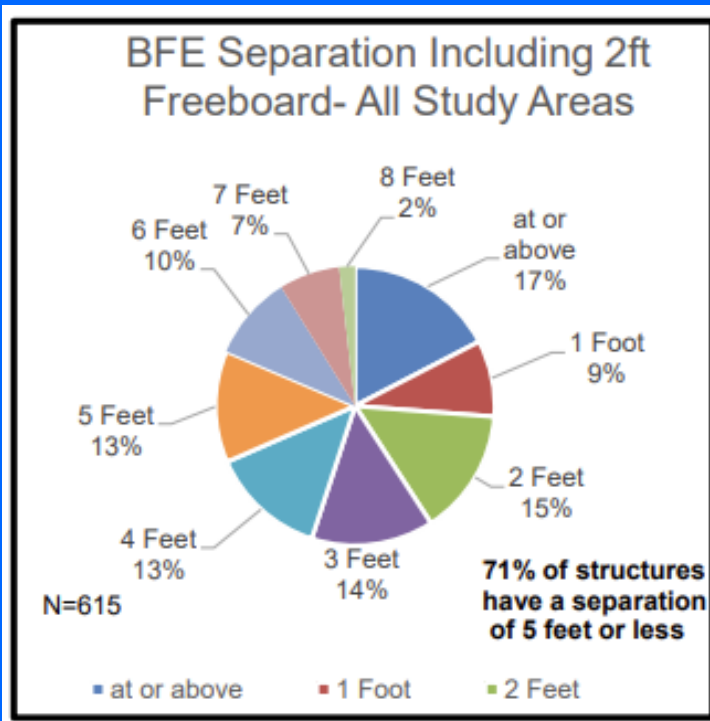 BFE Separation Including 2ft
Freeboard- All Study Areas
8 Feet
2%
7 Feet
7%
6 Feet
10%
at or
above
17%
1 Foot
9%
5 Feet
13%
2 Feet
15%
4 Feet
13%
3 Feet
14%
71% of structures
have a separation
of 5 feet or less
N=615
at or above
1 Foot
2 Feet